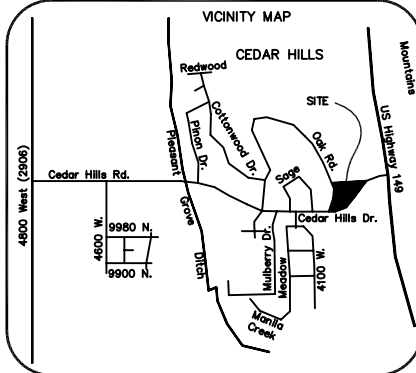 VICINITY MAP
CEDAR HILLS
Redwood
Mountains
SITE
Cottonwood Dr.
Pinon Dr.
Oak Rd.
US Highway 149
Pleasant Grove Ditch
Sage
4800 West (2906)
Cedar Hills Rd.
Cedar Hills Dr.
4600 W.
9980 N.
9900 N.
Mulberry Dr.
Meadow
4100 W.
Manila
Creek